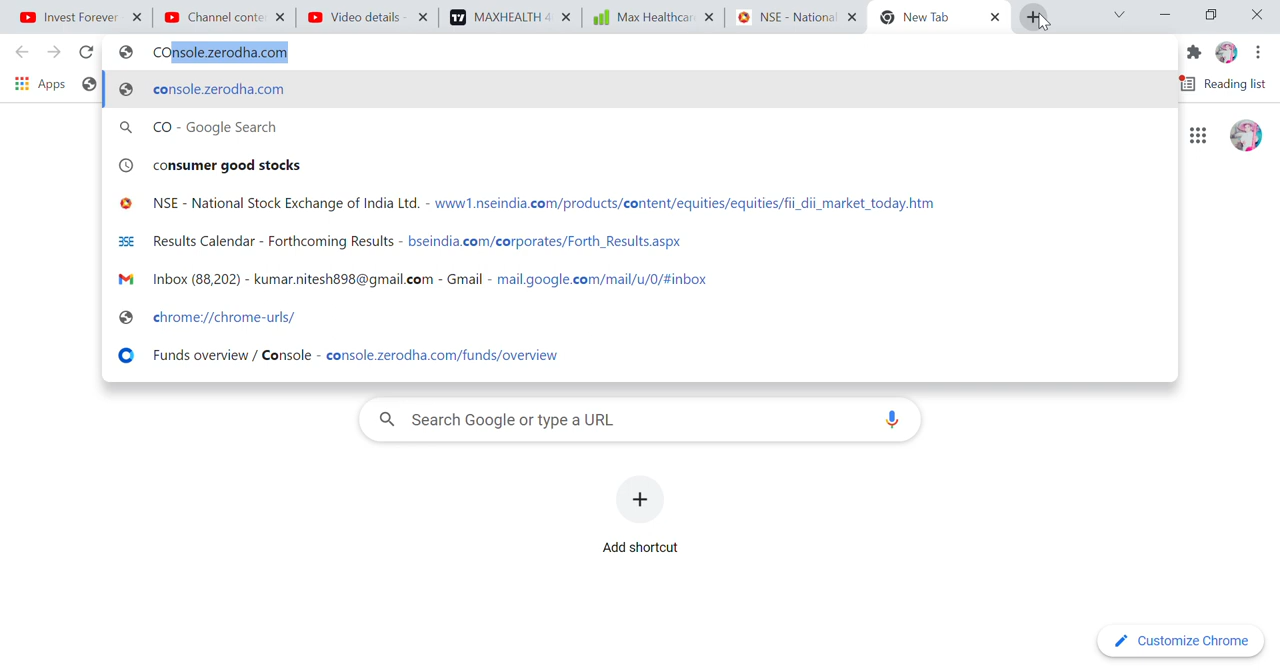 Invest Forever
Channel conte
Video details -
MAXHEALTH 4
Max Healthcar
NSE - National
New Tab
COnsole.zerodha.com
Apps
Reading list
console.zerodha.com
CO - Google Search
consumer good stocks
NSE - National Stock Exchange of India Ltd. - www1.nseindia.com/products/content/equities/equities/fii_dii_market_today.htm
Results Calendar - Forthcoming Results - bseindia.com/corporates/Forth_Results.aspx
Inbox (88,202) - kumar.nitesh898@gmail.com - Gmail - mail.google.com/mail/u/0/#inbox
chrome://chrome-urls/
Funds overview / Console - console.zerodha.com/funds/overview
Search Google or type a URL
Add shortcut
Customize Chrome